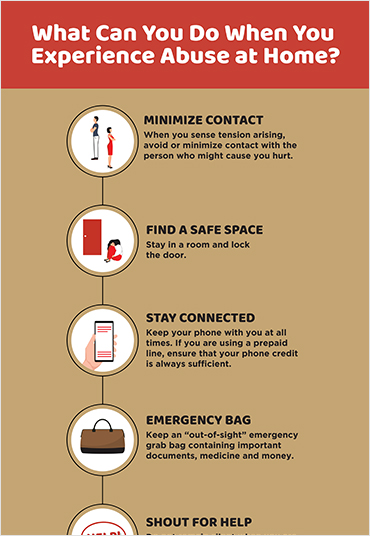 What Can You Do When You
Experience Abuse at Home?
MINIMIZE CONTACT
When you sense tension arising,
avoid or minimize contact with the
person who might cause you hurt.
FIND A SAFE SPACE
Stay in a room and lock
the door.
STAY CONNECTED
Keep your phone with you at all
times. If you are using a prepaid
line, ensure that your phone credit
is always sufficient.
EMERGENCY BAG
Keep an “out-of-sight” emergency
grab bag containing important
documents, medicine and money.
SHOUT FOR HELP
HELP!